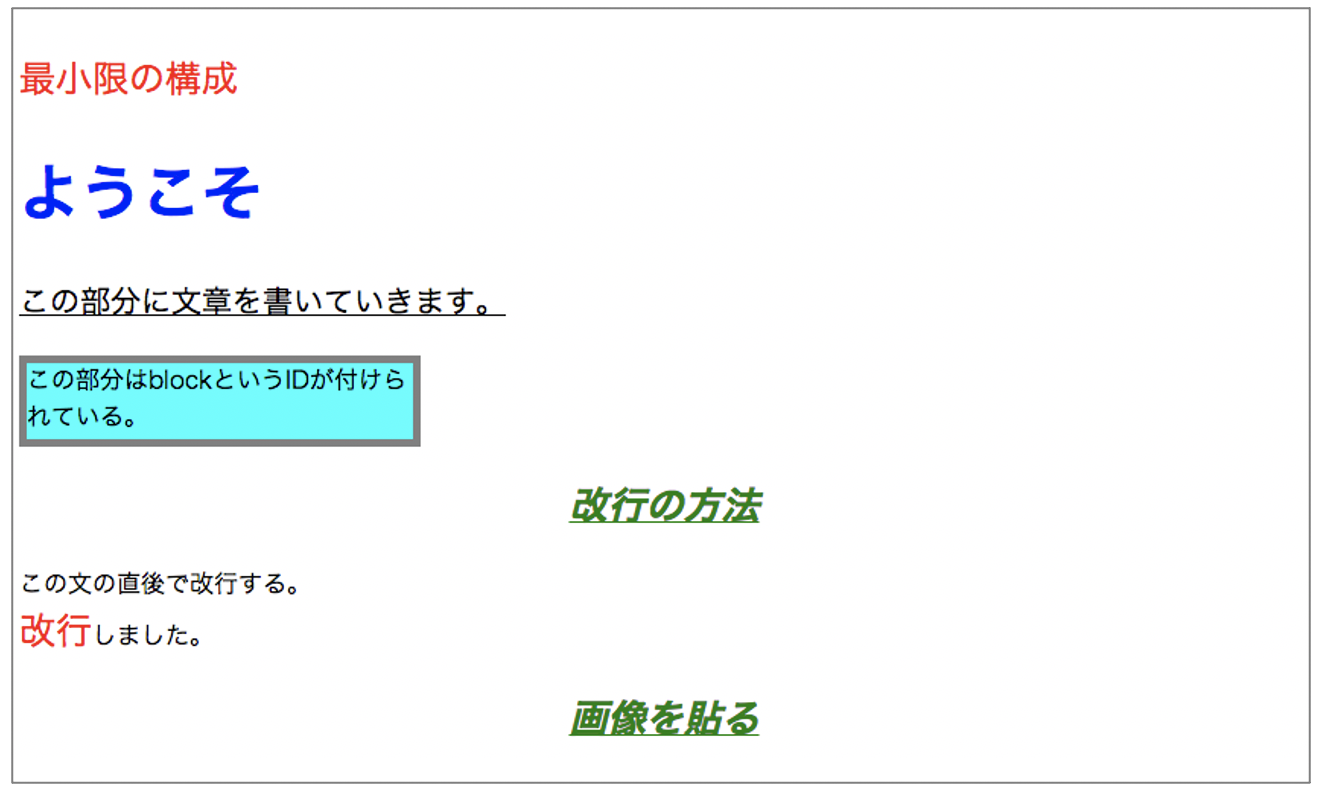 最小限の構成
ようこそ
この部分に文章を書いていきます。
この部分はblockというIDが付けら
れている。
改行の方法
この文の直後で改行する。
改行しました。
画像を貼る